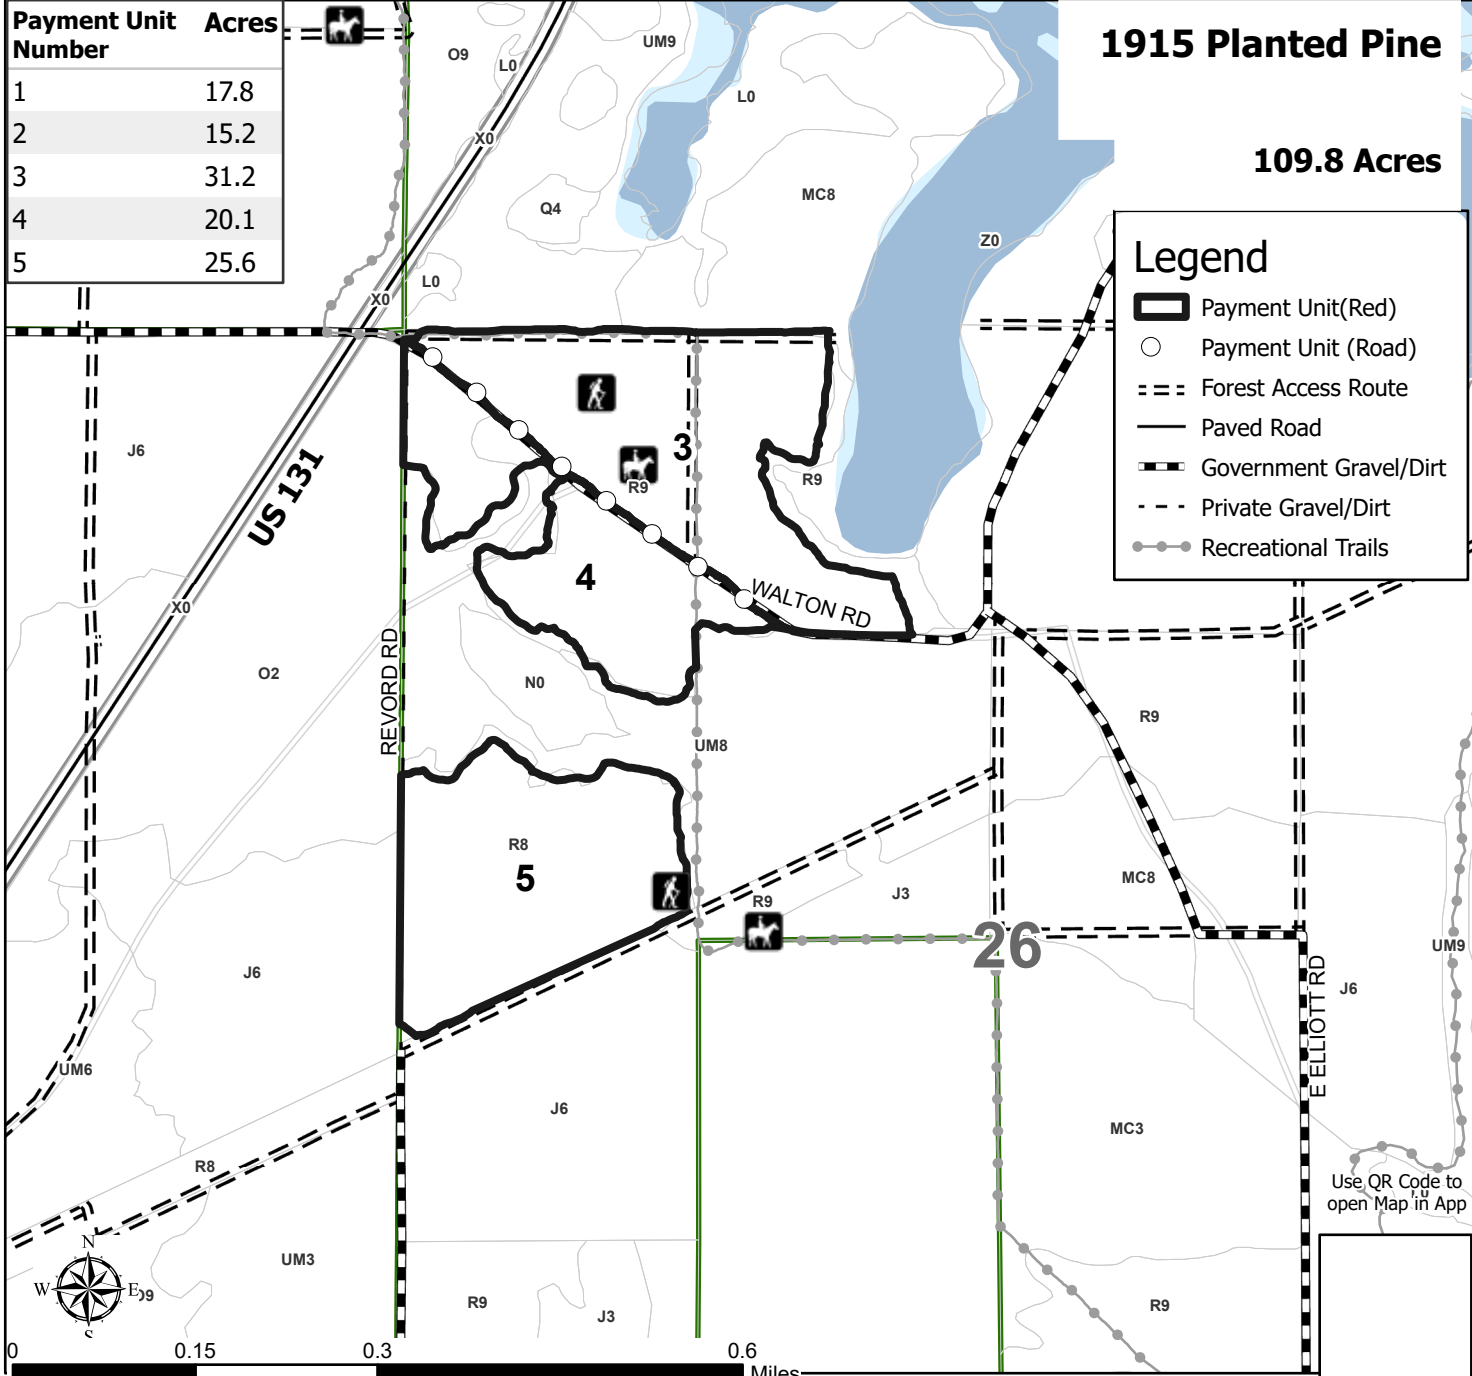 Payment Unit Number Acres
1 17.8
2 15.2
3 31.2
4 20.1
5 25.6
1915 Planted Pine
109.8 Acres
Legend
Payment Unit(Red)
Payment Unit (Road)
Forest Access Route
Paved Road
Government Gravel/Dirt
Private Gravel/Dirt
Recreational Trails
O9
L0
UM9
L0
X0
MC8
Q4
Z0
L0
X0
J6
US 131
3
R9
R9
4
WALTON RD
X0
REVORD RD
O2
N0
R9
UM8
R8
5
MC8
J3
R9
26
UM9
J6
J6
E ELLIOTT RD
UM6
J6
MC3
R8
Use QR Code to
open Map in App
N
W E
S
UM3
R9
J3
R9
0 0.15 0.3 0.6
Miles